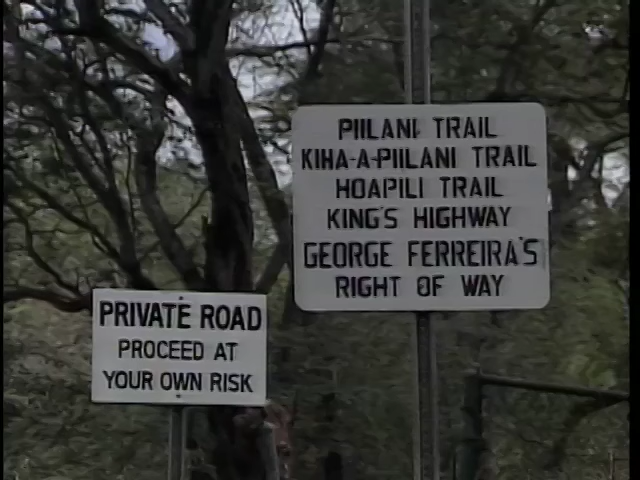 PIILANI TRAIL
KIHA-A-PIILANI TRAIL
HOAPILI TRAIL
KING'S HIGHWAY
GEORGE FERREIRA'S
RIGHT OF WAY
PRIVATE ROAD
PROCEED AT
YOUR OWN RISK